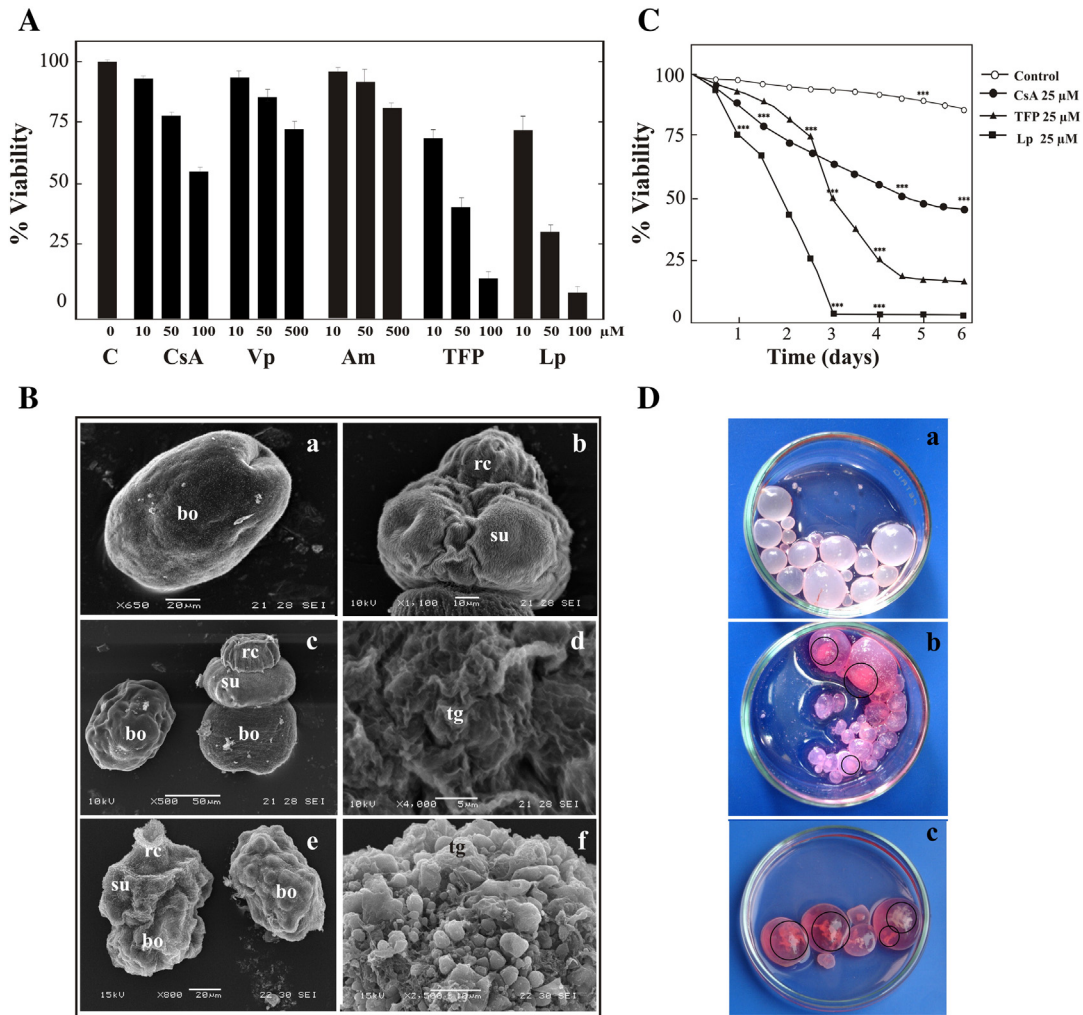 A
100
75
50
25
0
% Viability
0 10 50 100 10 50 500 10 50 500 10 50 100 10 50 100 µM
C CsA Vp Am TFP Lp
C
100
75
50
25
0
% Viability
***
***
***
***
***
***
***
***
***
***
1 2 3 4 5 6
Time (days)
Control
CsA 25 µM
TFP 25 µM
Lp 25 µM
B
a
bo
X650 20µm 21 28 SEI
b
rc
su
10kV X1,100 10µm 21 28 SEI
c
rc
su
bo
bo
10kV X500 50µm 21 28 SEI
d
tg
10kV X4,000 5µm 21 28 SEI
e
rc
su
bo
bo
15kV X800 20µm 22 30 SEI
f
tg
15kV 10µm 22 30 SEI
D
a
b
c